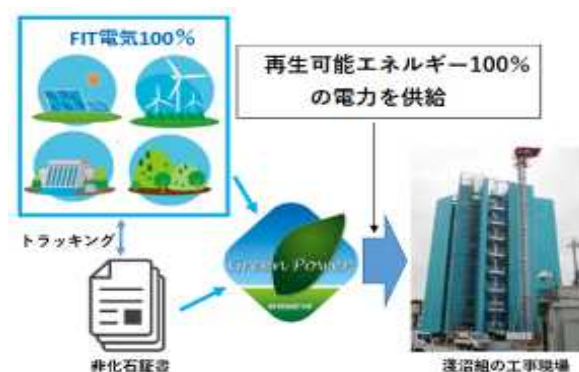 FIT電気100%
再生可能エネルギー100%
の電力を供給
トラッキング
Green Power
非化石証書
淺沼組の工事現場